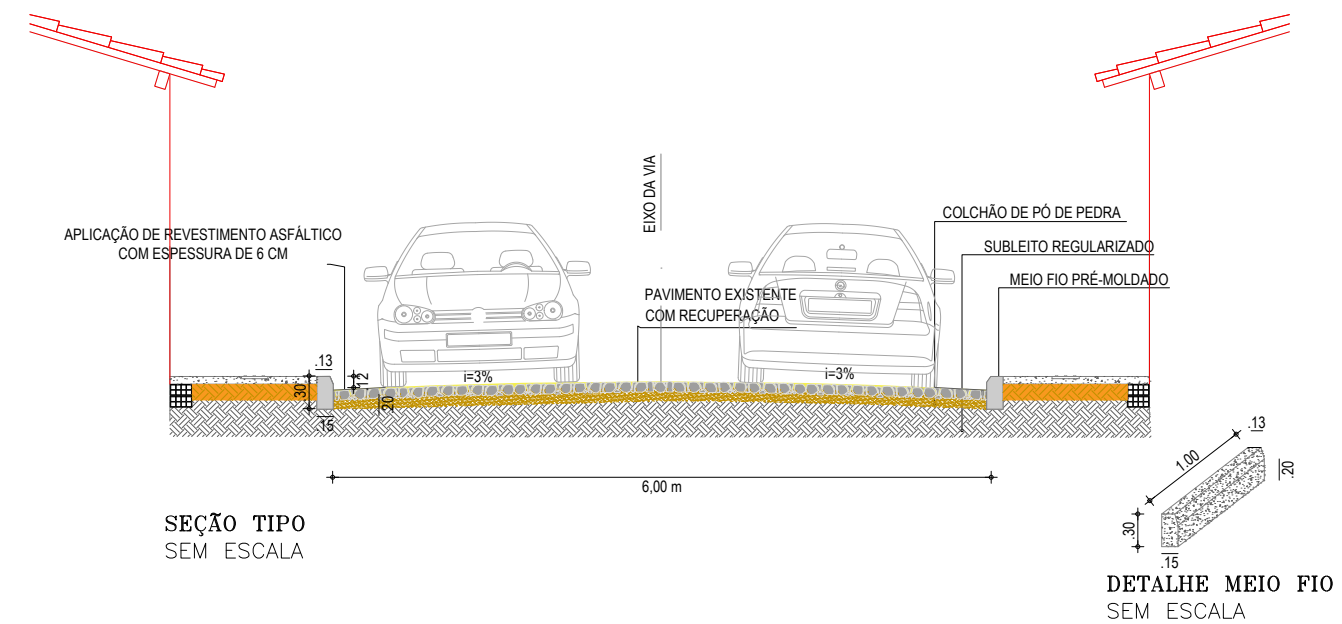 EIXO DA VIA
COLCHÃO DE PÓ DE PEDRA
APLICAÇÃO DE REVESTIMENTO ASFÁLTICO
COM ESPESSURA DE 6 CM
SUBLEITO REGULARIZADO
MEIO FIO PRÉ-MOLDADO
PAVIMENTO EXISTENTE
COM RECUPERAÇÃO
.13
.30
.12
i=3%
i=3%
.20
.15
6,00 m
SEÇÃO TIPO
SEM ESCALA
.13
1.00
.20
.30
.15
DETALHE MEIO FIO
SEM ESCALA